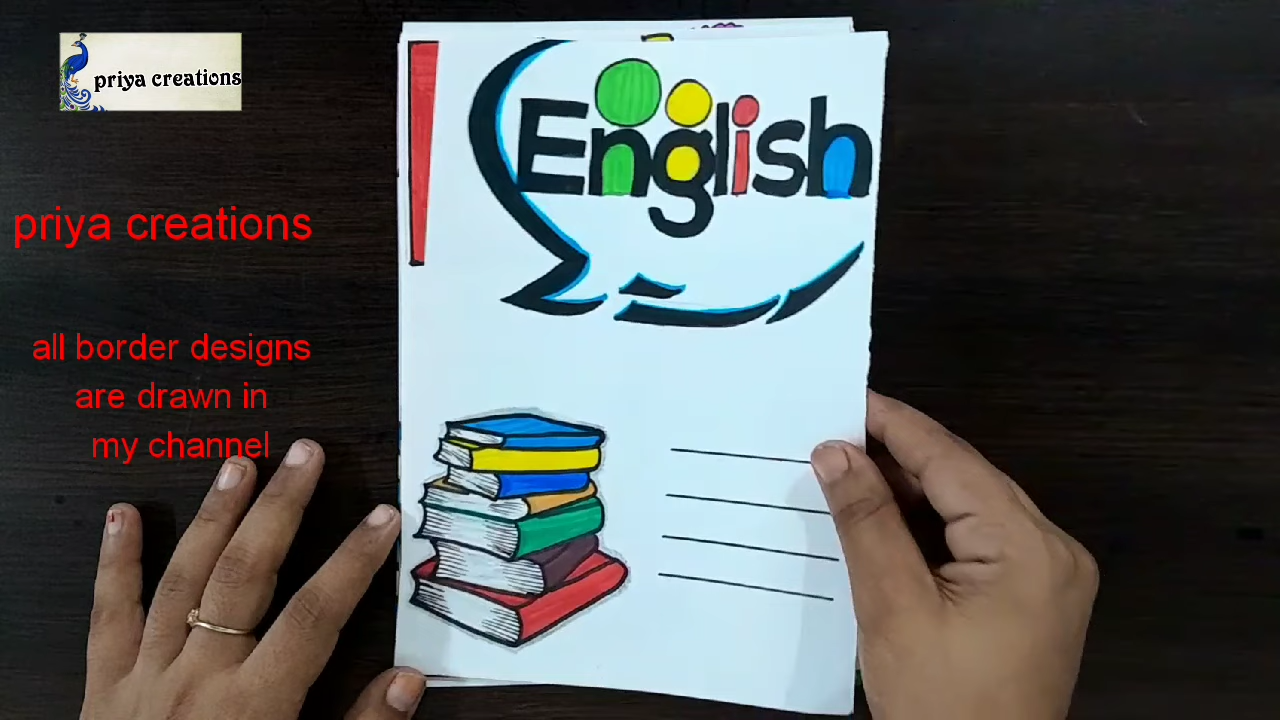 priya creations
English
priya creations
all border designs
are drawn in
my channel